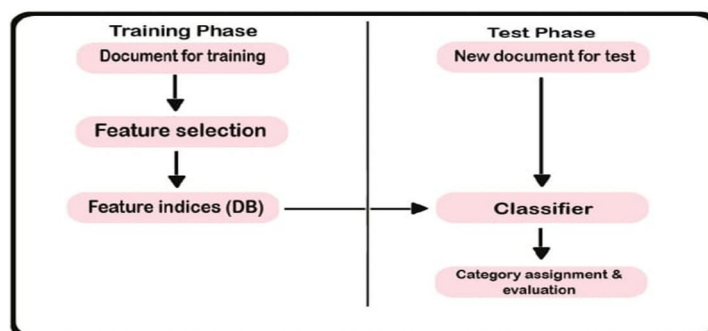 Training Phase
Document for training
Feature selection
Feature indices (DB)
Test Phase
New document for test
Classifier
Category assignment &
evaluation